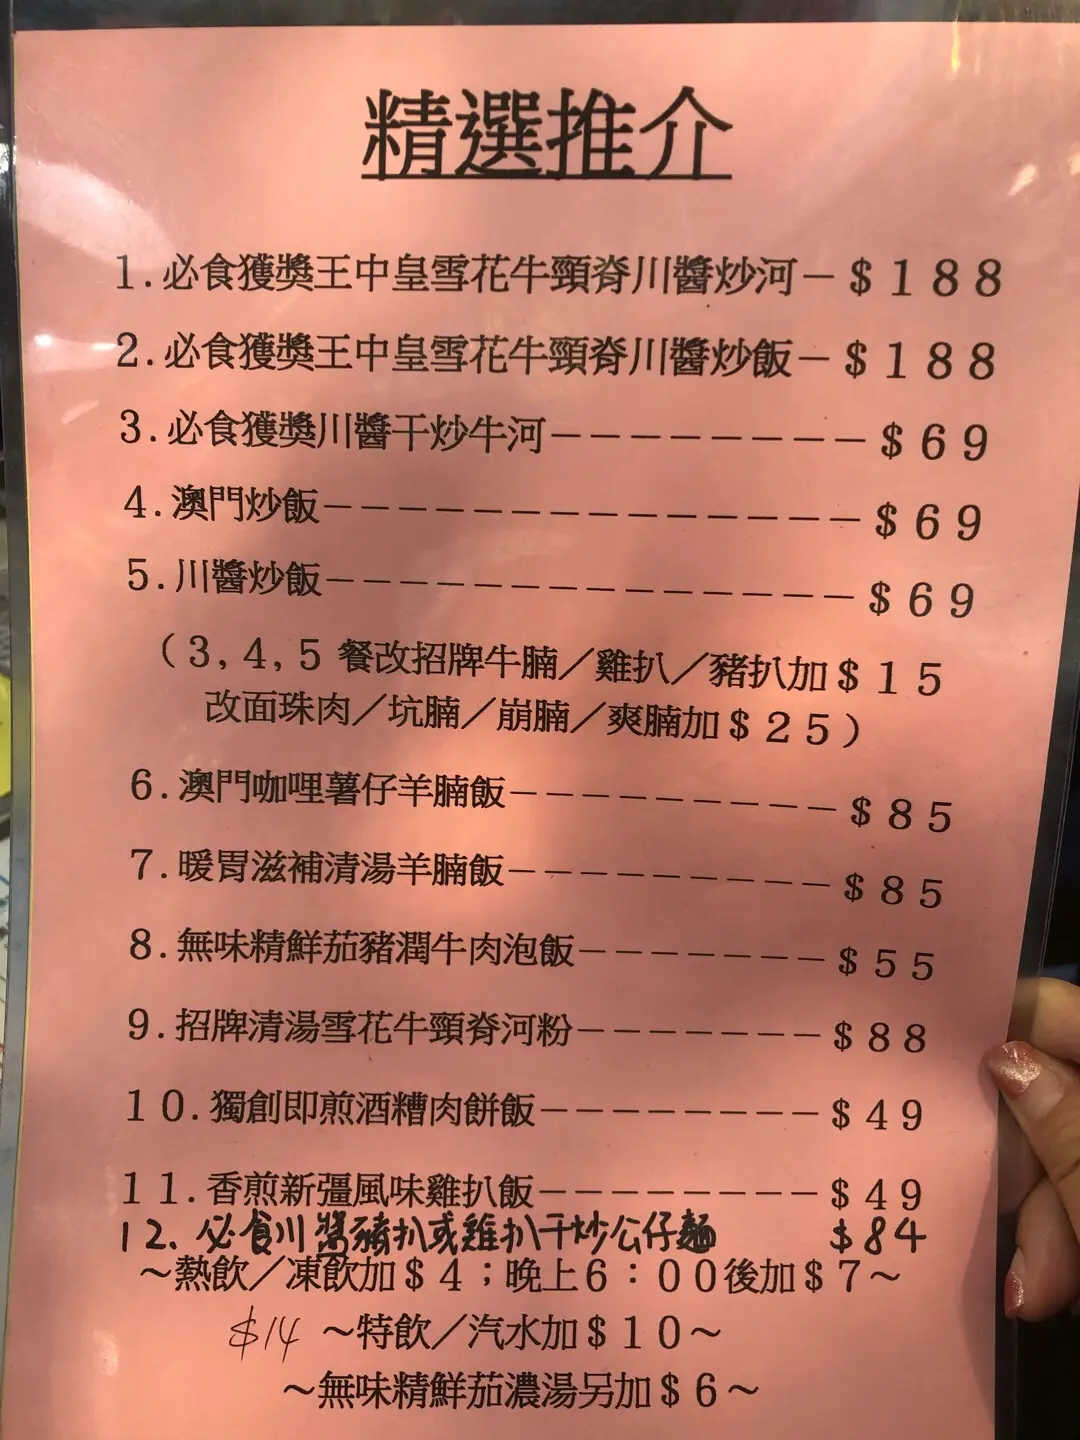 精選推介
1.必食獲獎王中皇雪花牛頸脊川醬炒河－$188
2.必食獲獎王中皇雪花牛頸脊川醬炒飯－$188
3.必食獲獎川醬干炒牛河－－－－－－－－$69
4.澳門炒飯－－－－－－－－－－－－－－$69
5.川醬炒飯－－－－－－－－－－－－－－$69
（3,4,5 餐改招牌牛腩／雞扒／豬扒加$15
改面珠肉／坑腩／崩腩／爽腩加$25）
6.澳門咖哩薯仔羊腩飯－－－－－－－－－$85
7.暖胃滋補清湯羊腩飯－－－－－－－－－$85
8.無味精鮮茄豬潤牛肉泡飯－－－－－－－$55
9.招牌清湯雪花牛頸脊河粉－－－－－－－$88
10.獨創即煎酒糟肉餅飯－－－－－－－－$49
11.香煎新彊風味雞扒飯－－－－－－－－$49
12.必食川醬豬扒或雞扒干炒公仔麵 $84
～熱飲／凍飲加$4；晚上6：00後加$7～
$14 ～特飲／汽水加$10～
～無味精鮮茄濃湯另加$6～